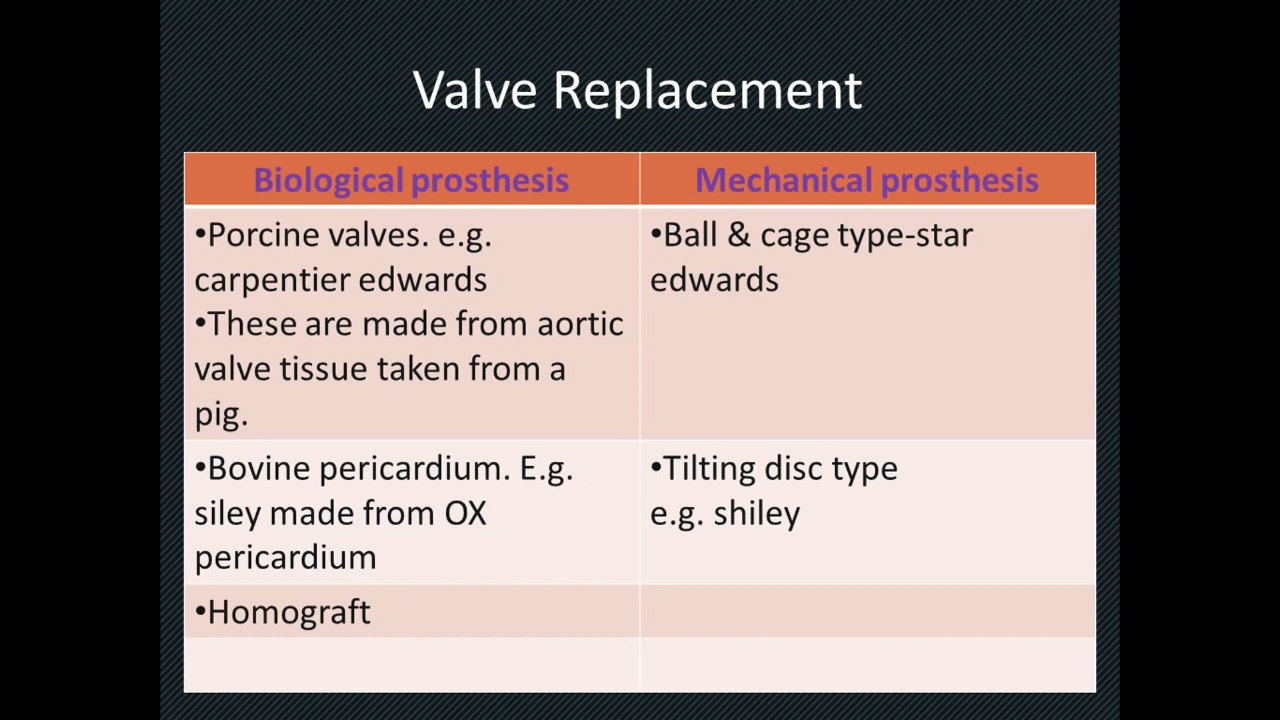 Valve Replacement
Biological prosthesis
Mechanical prosthesis
•Porcine valves. e.g.
carpentier edwards
•These are made from aortic
valve tissue taken from a
pig.
•Ball & cage type-star
edwards
•Bovine pericardium. E.g.
siley made from OX
pericardium
•Tilting disc type
e.g. shiley
•Homograft